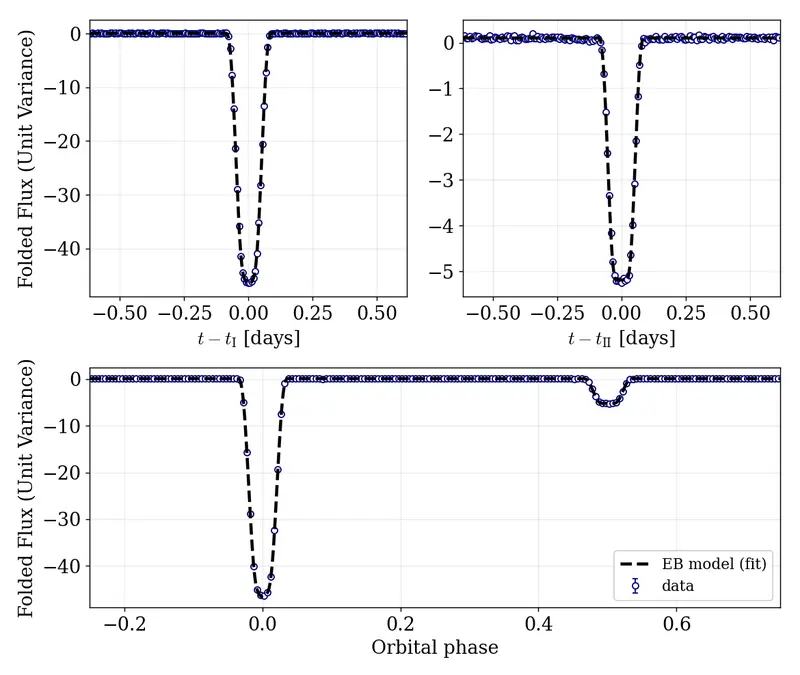 Folded Flux (Unit Variance)
0
−10
−20
−30
−40
−0.50 −0.25 0.00 0.25 0.50
t − tI [days]
0
−1
−2
−3
−4
−5
−0.50 −0.25 0.00 0.25 0.50
t − tII [days]
Folded Flux (Unit Variance)
0
−10
−20
−30
−40
−0.2 0.0 0.2 0.4 0.6
Orbital phase
EB model (fit)
data